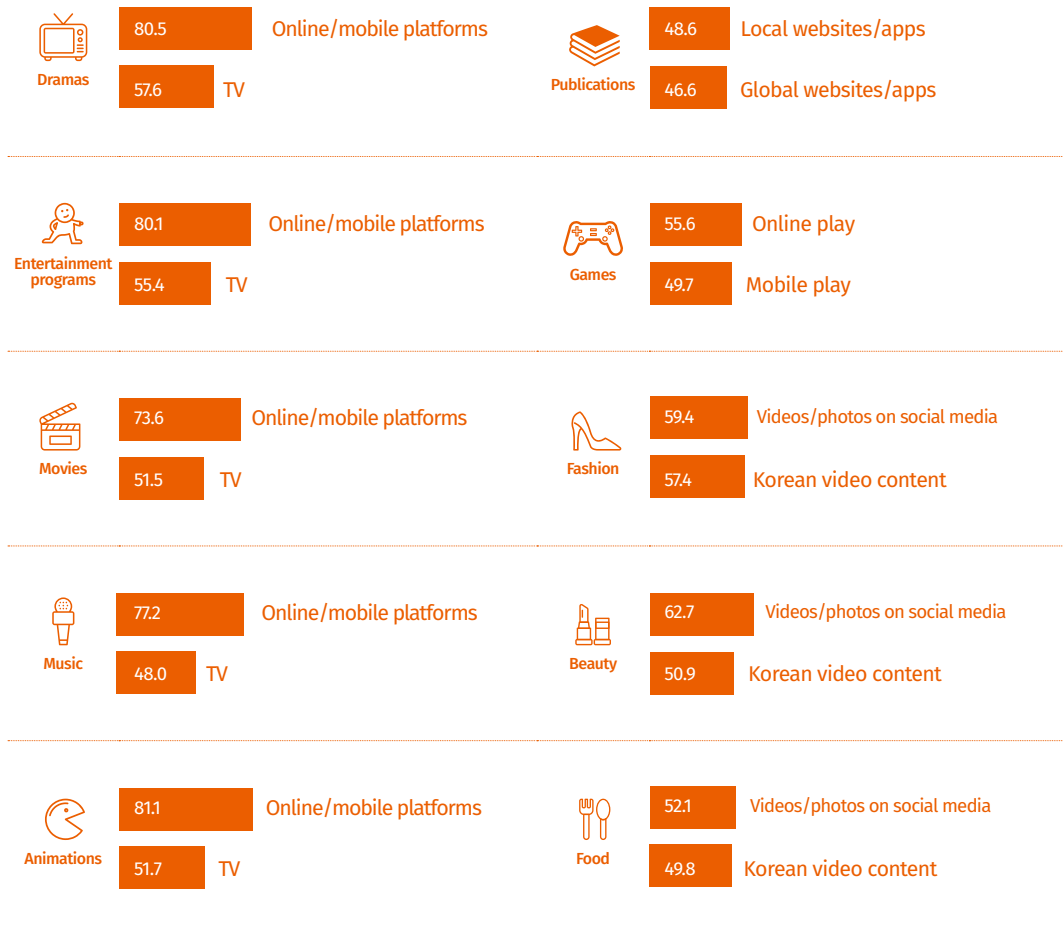 80.5 Online/mobile platforms
Dramas
57.6 TV
48.6 Local websites/apps
Publications
46.6 Global websites/apps
80.1 Online/mobile platforms
Entertainment
programs
55.4 TV
55.6 Online play
Games
49.7 Mobile play
73.6 Online/mobile platforms
Movies
51.5 TV
59.4 Videos/photos on social media
Fashion
57.4 Korean video content
77.2 Online/mobile platforms
Music
48.0 TV
62.7 Videos/photos on social media
Beauty
50.9 Korean video content
81.1 Online/mobile platforms
Animations
51.7 TV
52.1 Videos/photos on social media
Food
49.8 Korean video content